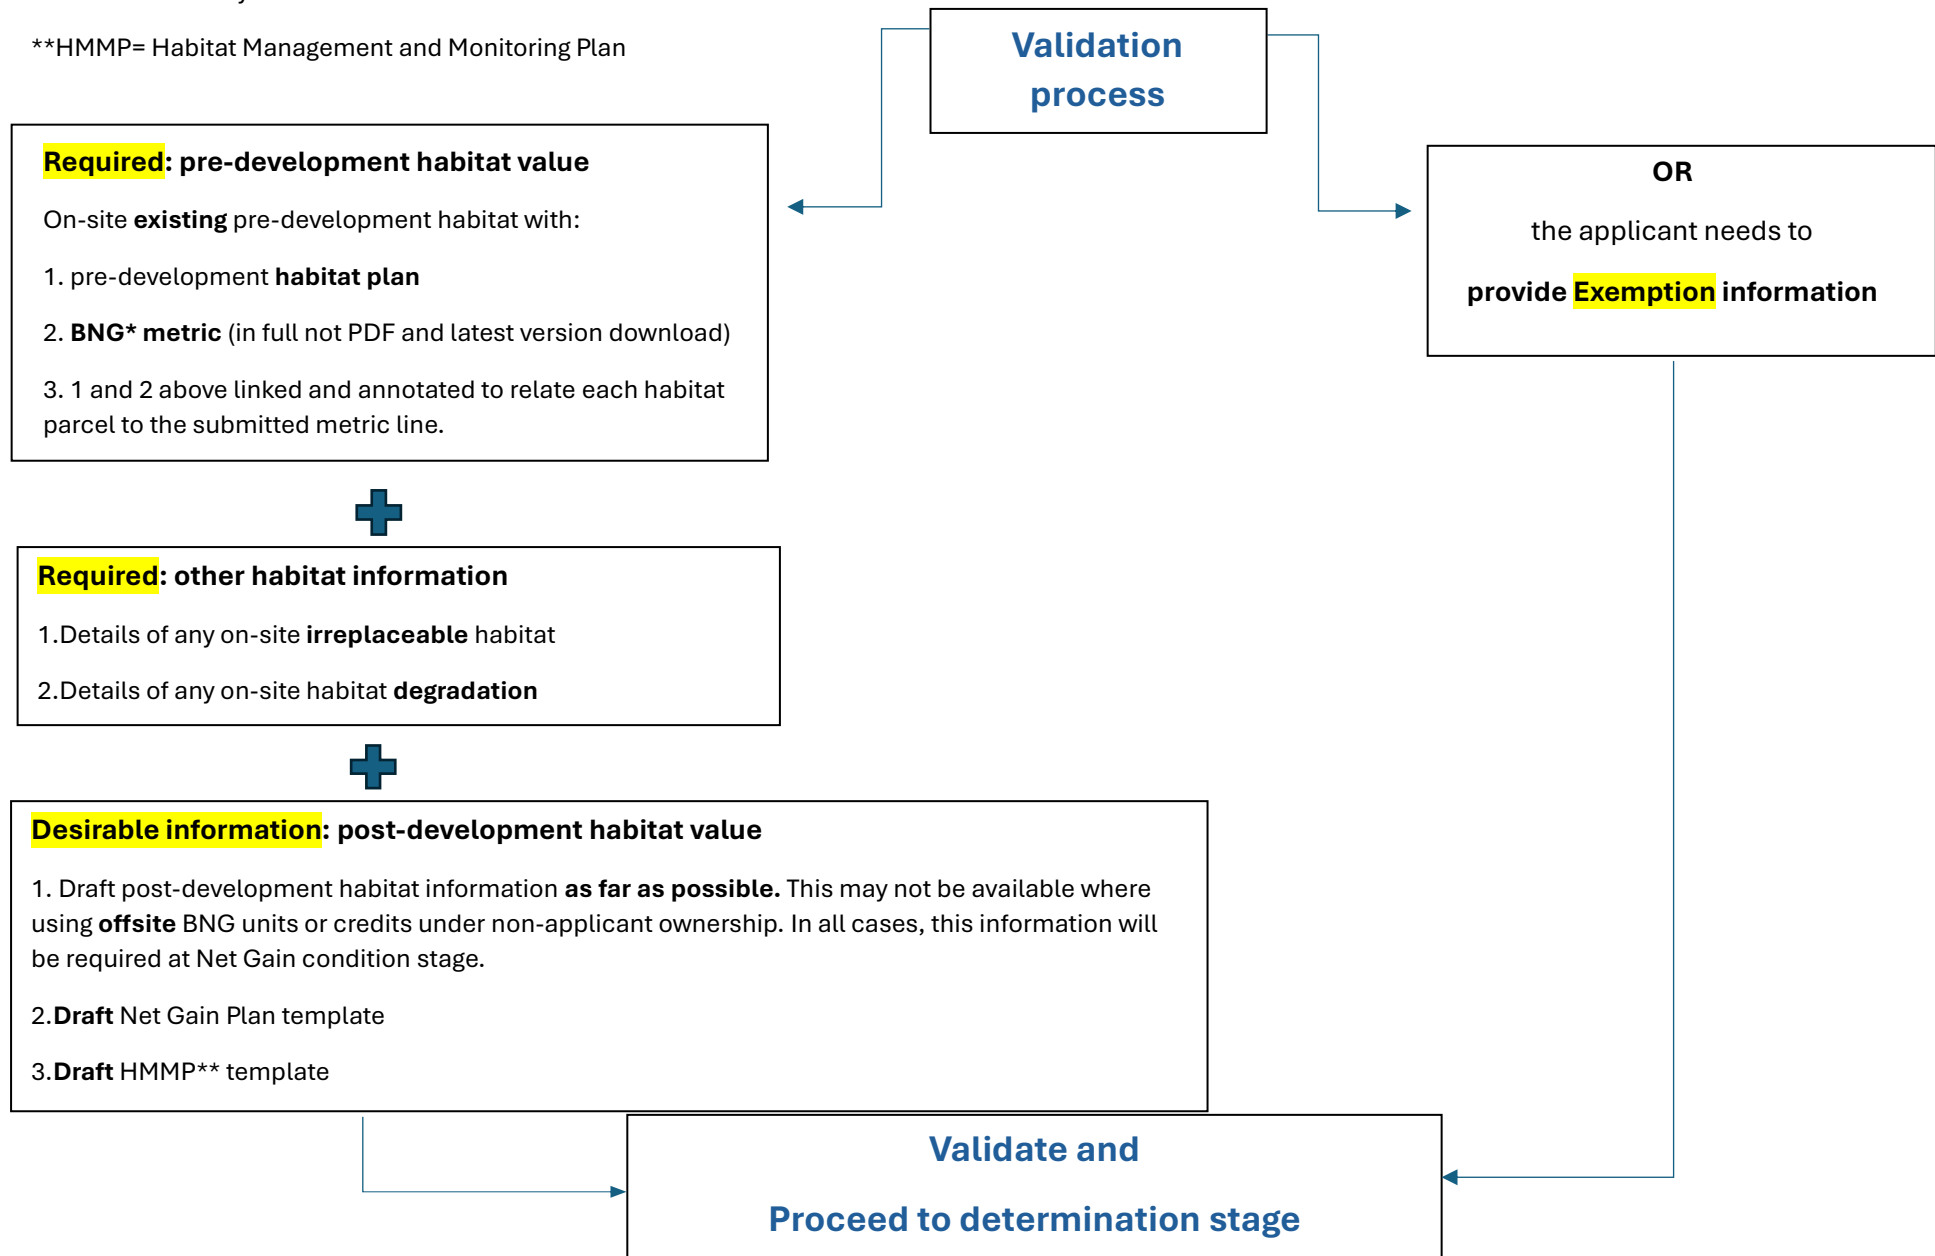 **HMMP= Habitat Management and Monitoring Plan
Validation
process
Required: pre-development habitat value
On-site existing pre-development habitat with:
1. pre-development habitat plan
2. BNG* metric (in full not PDF and latest version download)
3. 1 and 2 above linked and annotated to relate each habitat
parcel to the submitted metric line.
OR
the applicant needs to
provide Exemption information
Required: other habitat information
1.Details of any on-site irreplaceable habitat
2.Details of any on-site habitat degradation
Desirable information: post-development habitat value
1. Draft post-development habitat information as far as possible. This may not be available where
using offsite BNG units or credits under non-applicant ownership. In all cases, this information will
be required at Net Gain condition stage.
2.Draft Net Gain Plan template
3.Draft HMMP** template
Validate and
Proceed to determination stage